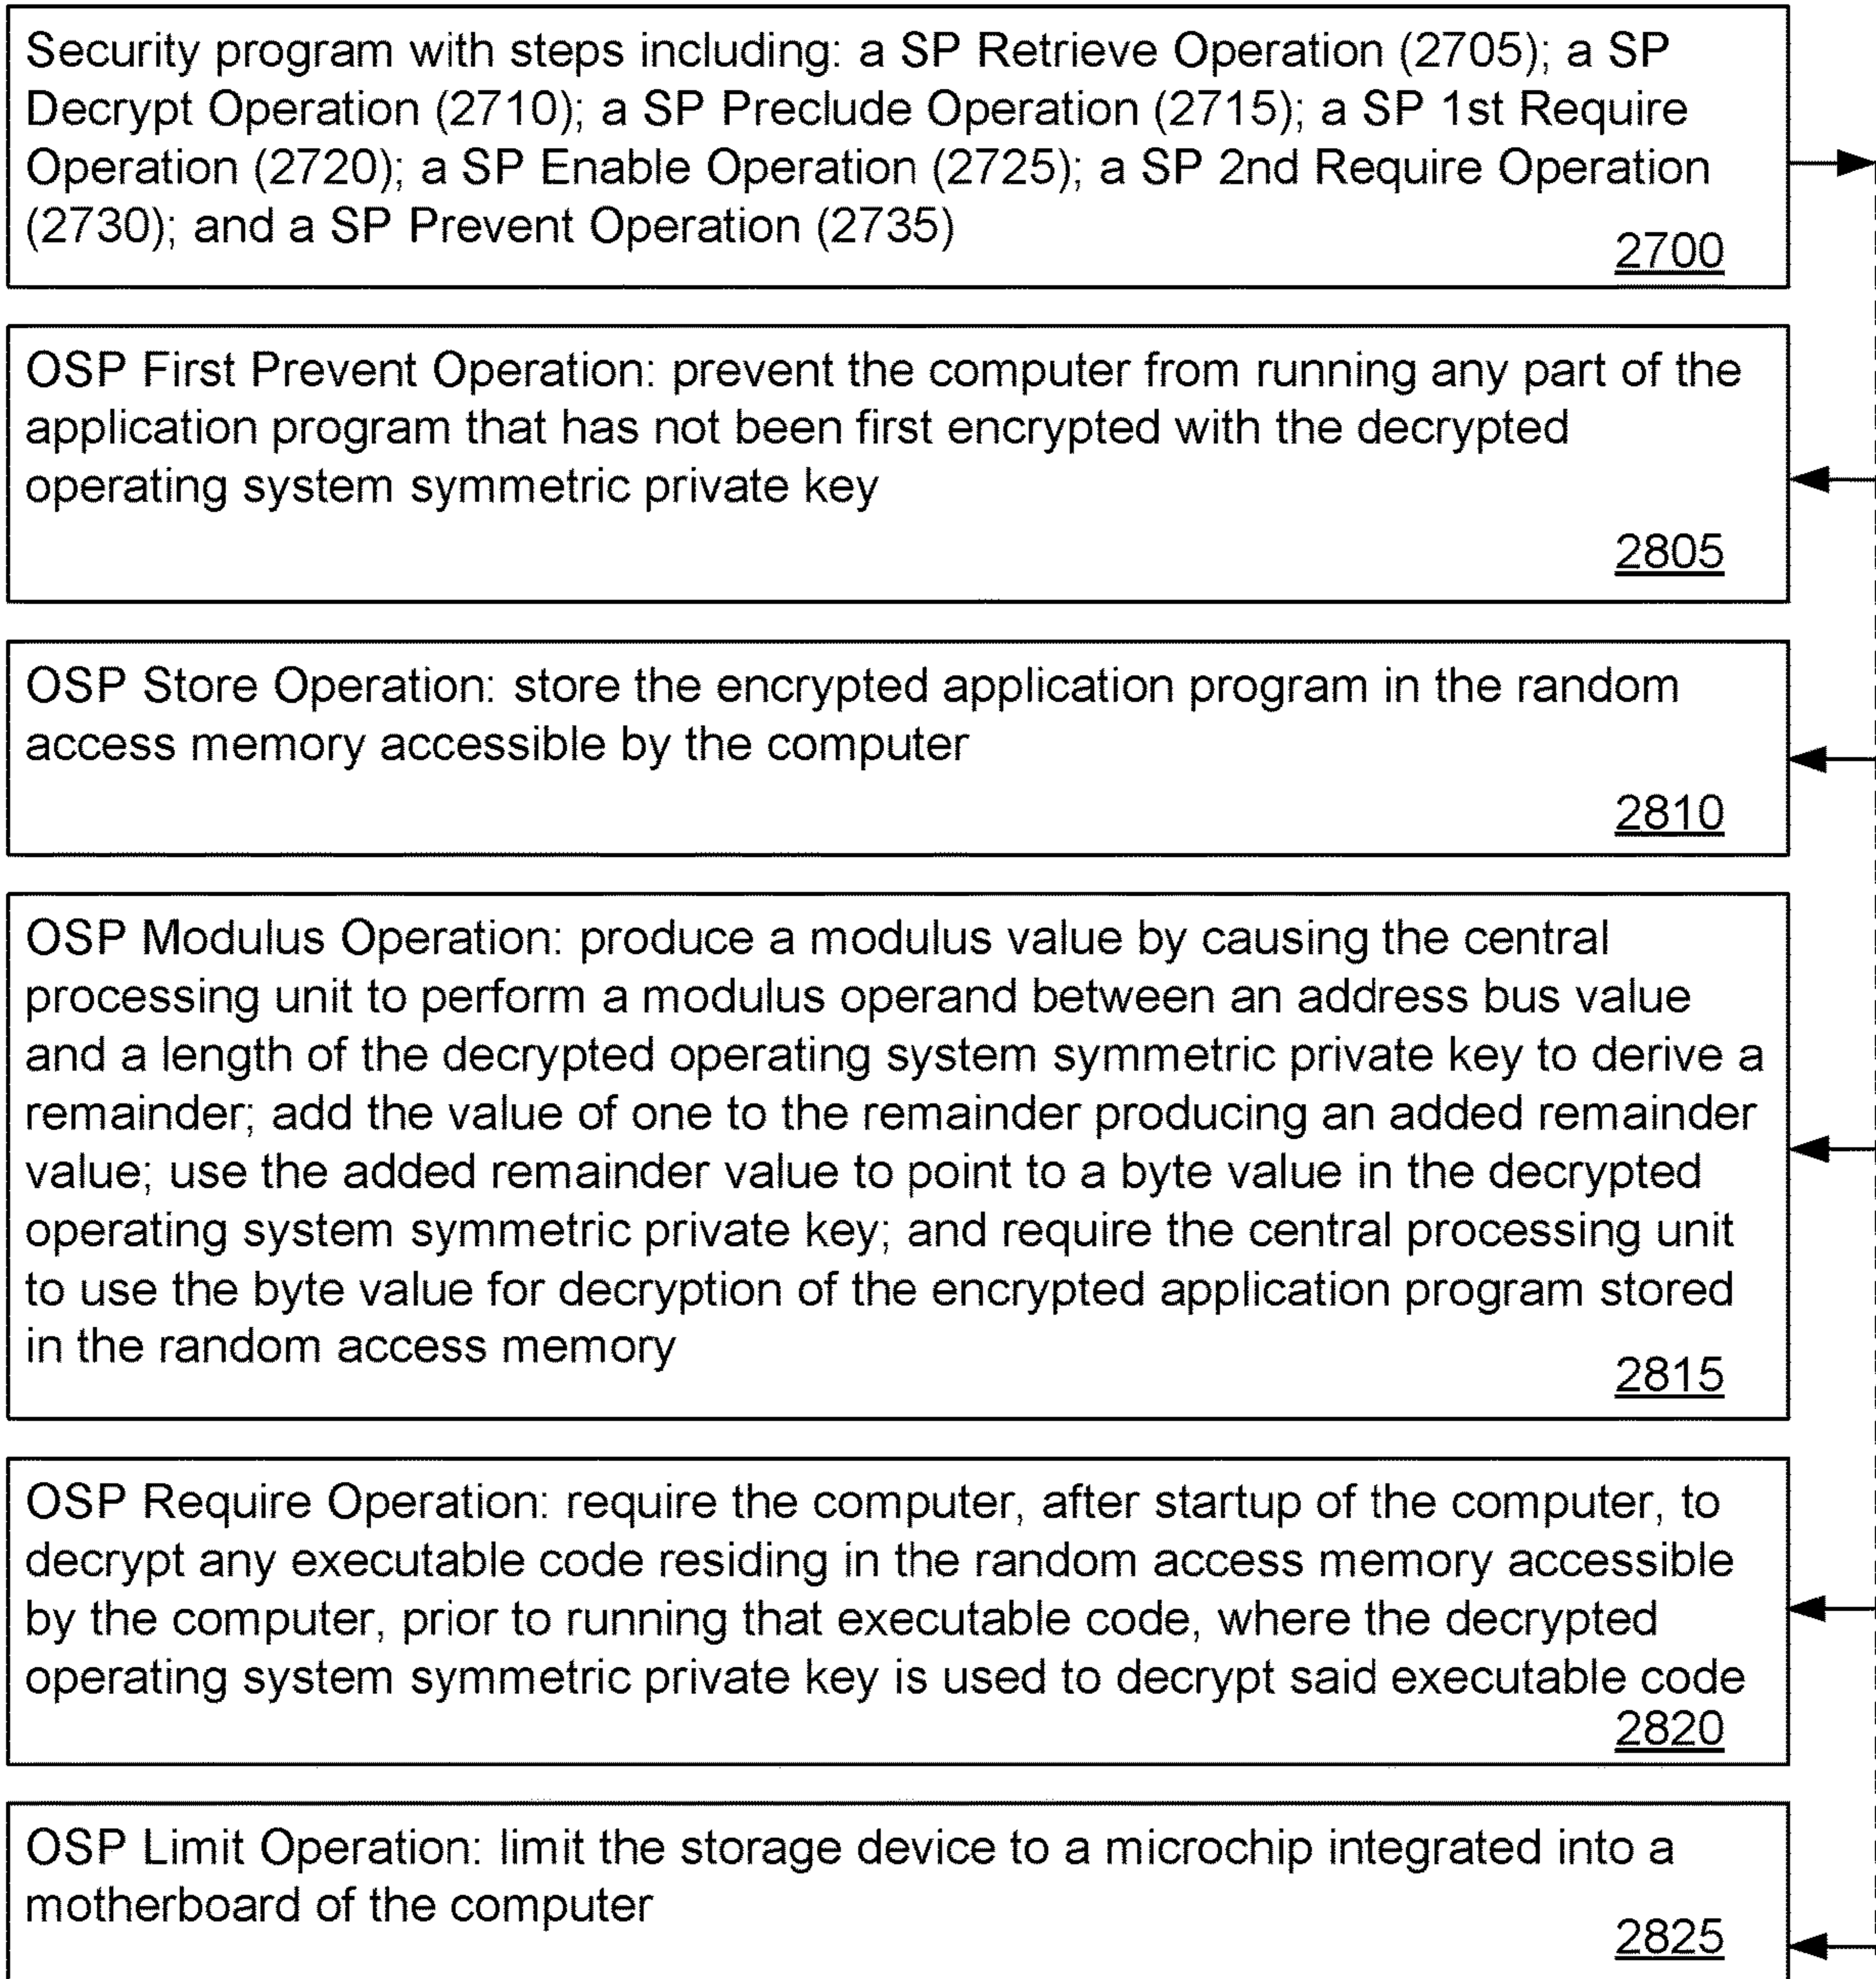 Security program with steps including: a SP Retrieve Operation (2705); a SP
Decrypt Operation (2710); a SP Preclude Operation (2715); a SP 1st Require
Operation (2720); a SP Enable Operation (2725); a SP 2nd Require Operation
(2730); and a SP Prevent Operation (2735)
2700
OSP First Prevent Operation: prevent the computer from running any part of the
application program that has not been first encrypted with the decrypted
operating system symmetric private key
2805
OSP Store Operation: store the encrypted application program in the random
access memory accessible by the computer
2810
OSP Modulus Operation: produce a modulus value by causing the central
processing unit to perform a modulus operand between an address bus value
and a length of the decrypted operating system symmetric private key to derive a
remainder; add the value of one to the remainder producing an added remainder
value; use the added remainder value to point to a byte value in the decrypted
operating system symmetric private key; and require the central processing unit
to use the byte value for decryption of the encrypted application program stored
in the random access memory
2815
OSP Require Operation: require the computer, after startup of the computer, to
decrypt any executable code residing in the random access memory accessible
by the computer, prior to running that executable code, where the decrypted
operating system symmetric private key is used to decrypt said executable code
2820
OSP Limit Operation: limit the storage device to a microchip integrated into a
motherboard of the computer
2825